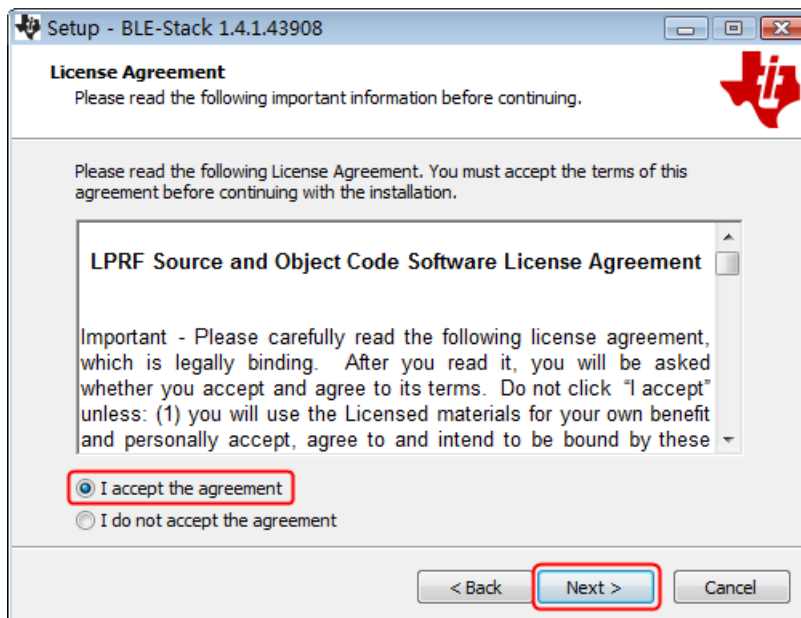 Setup - BLE-Stack 1.4.1.43908
License Agreement
Please read the following important information before continuing.
Please read the following License Agreement. You must accept the terms of this
agreement before continuing with the installation.
LPRF Source and Object Code Software License Agreement
Important - Please carefully read the following license agreement,
which is legally binding. After you read it, you will be asked
whether you accept and agree to its terms. Do not click “I accept”
unless: (1) you will use the Licensed materials for your own benefit
and personally accept, agree to and intend to be bound by these
I accept the agreement
I do not accept the agreement
< Back Next > Cancel